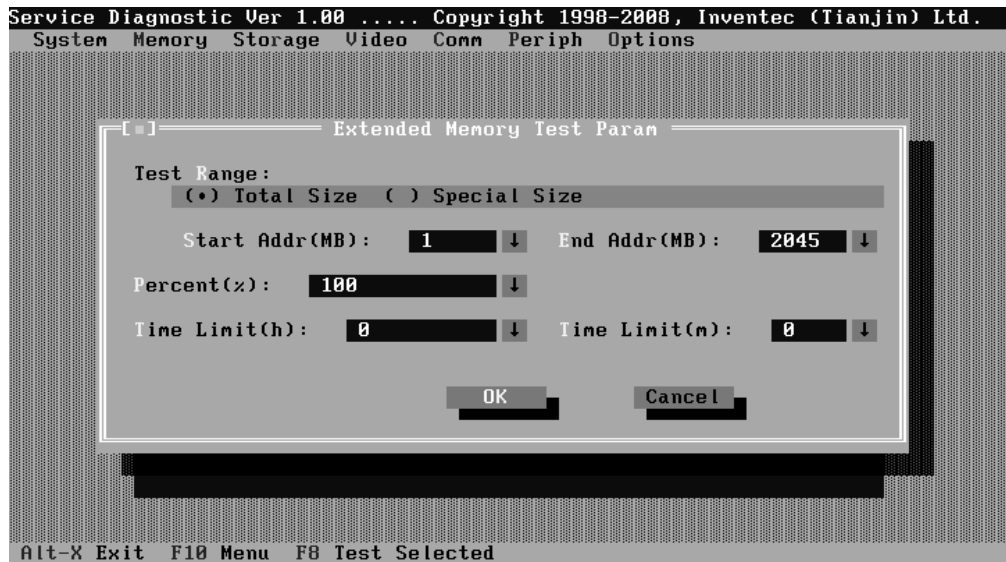 Service Diagnostic Ver 1.00 ..... Copyright 1998-2008, Inventec (Tianjin) Ltd.
System Memory Storage Video Comm Periph Options
[■] Extended Memory Test Param
Test Range:
(•) Total Size ( ) Special Size
Start Addr(MB): 1 ↓ End Addr(MB): 2045 ↓
Percent(%): 100 ↓
Time Limit(h): 0 ↓ Time Limit(m): 0 ↓
OK Cancel
Alt-X Exit F10 Menu F8 Test Selected